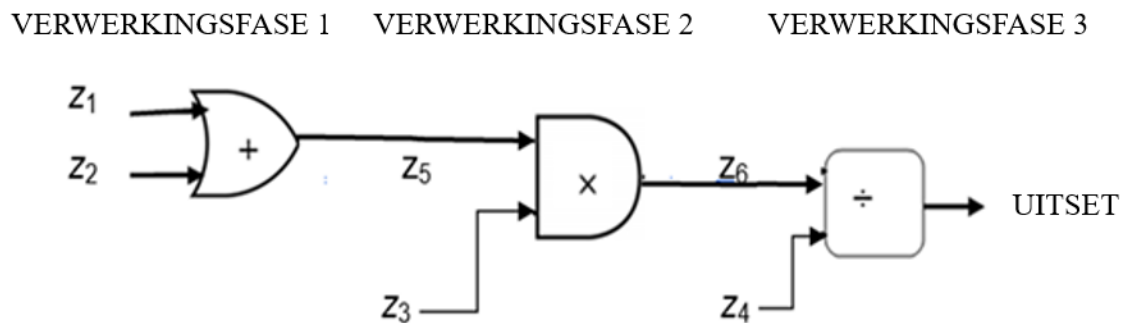 VERWERKINGSFASE 1 VERWERKINGSFASE 2 VERWERKINGSFASE 3
z₁
+
z₂
z₅
×
z₆
÷
UITSET
z₃
z₄